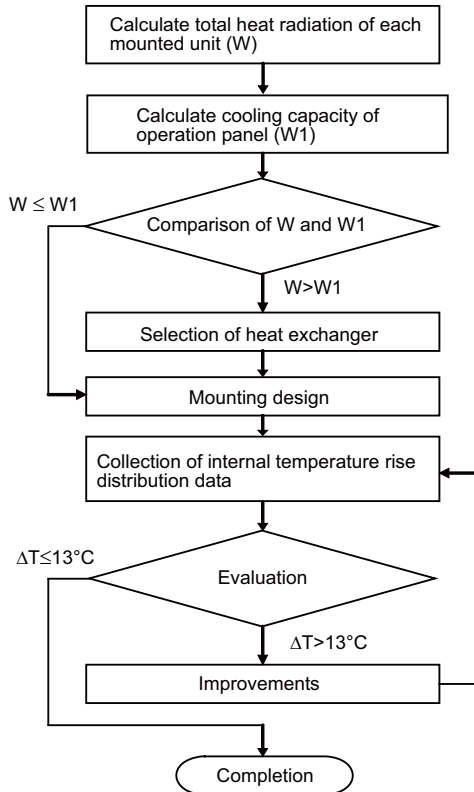 Calculate total heat radiation of each
mounted unit (W)
Calculate cooling capacity of
operation panel (W1)
W ≤ W1
Comparison of W and W1
W>W1
Selection of heat exchanger
Mounting design
Collection of internal temperature rise
distribution data
ΔT≤13°C
Evaluation
ΔT>13°C
Improvements
Completion